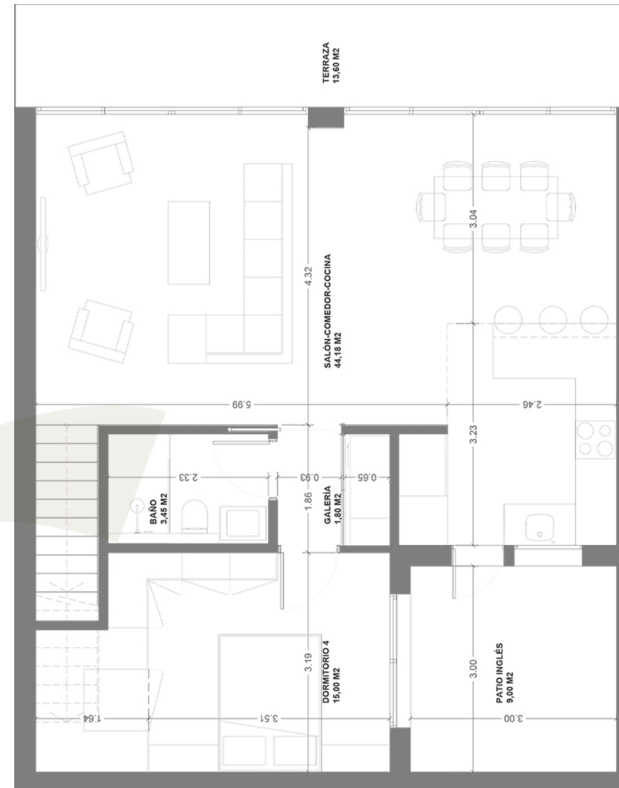 TERRAZA
13,60 M2
3.04
4.32
SALÓN-COMEDOR-COCINA
44,18 M2
5.99
2.46
3.23
2.33
0.93
0.65
BAÑO
3,45 M2
1.86
GALERÍA
1,80 M2
3.19
DORMITORIO 4
15,00 M2
3.00
PATIO INGLÉS
9,00 M2
1.64
3.51
3.00